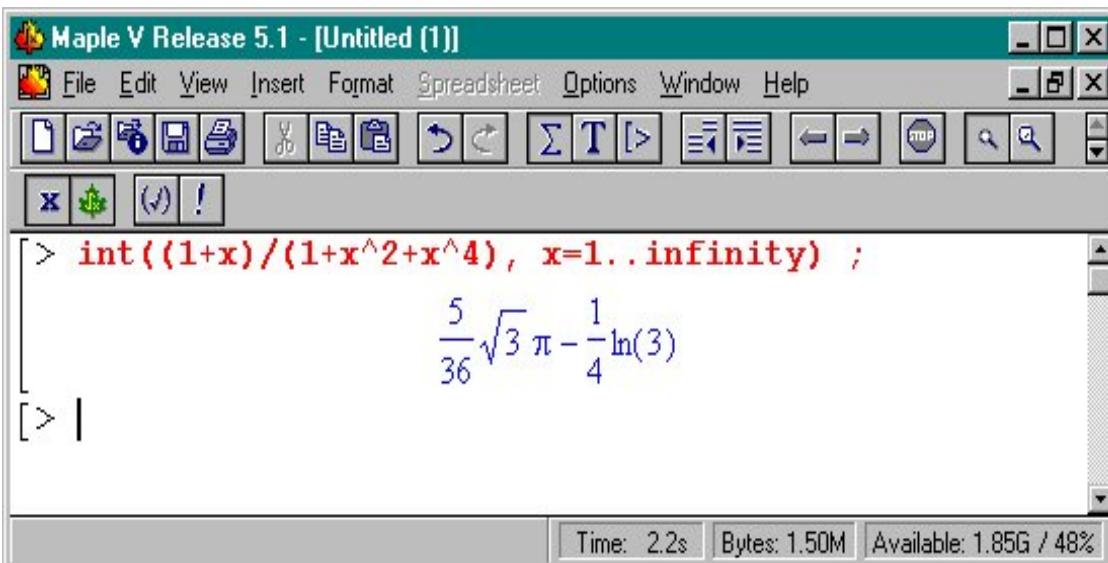 Maple V Release 5.1 - [Untitled (1)]
File Edit View Insert Format Spreadsheet Options Window Help
Σ T [> STOP
x (√) !
[> int((1+x)/(1+x^2+x^4), x=1..infinity) ;
5/36 √3 π − 1/4 ln(3)
[>
Time: 2.2s Bytes: 1.50M Available: 1.85G / 48%